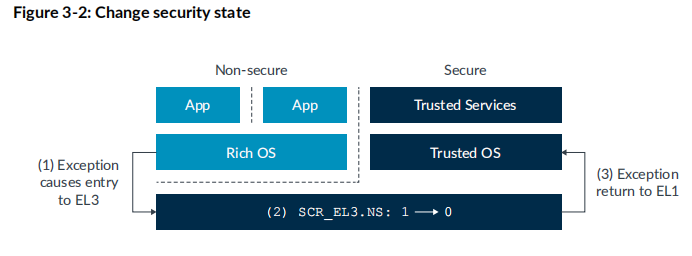 Figure 3-2: Change security state
Non-secure
Secure
App
App
Trusted Services
Rich OS
Trusted OS
(1) Exception
causes entry
to EL3
(3) Exception
return to EL1
(2) SCR_EL3.NS: 1 → 0